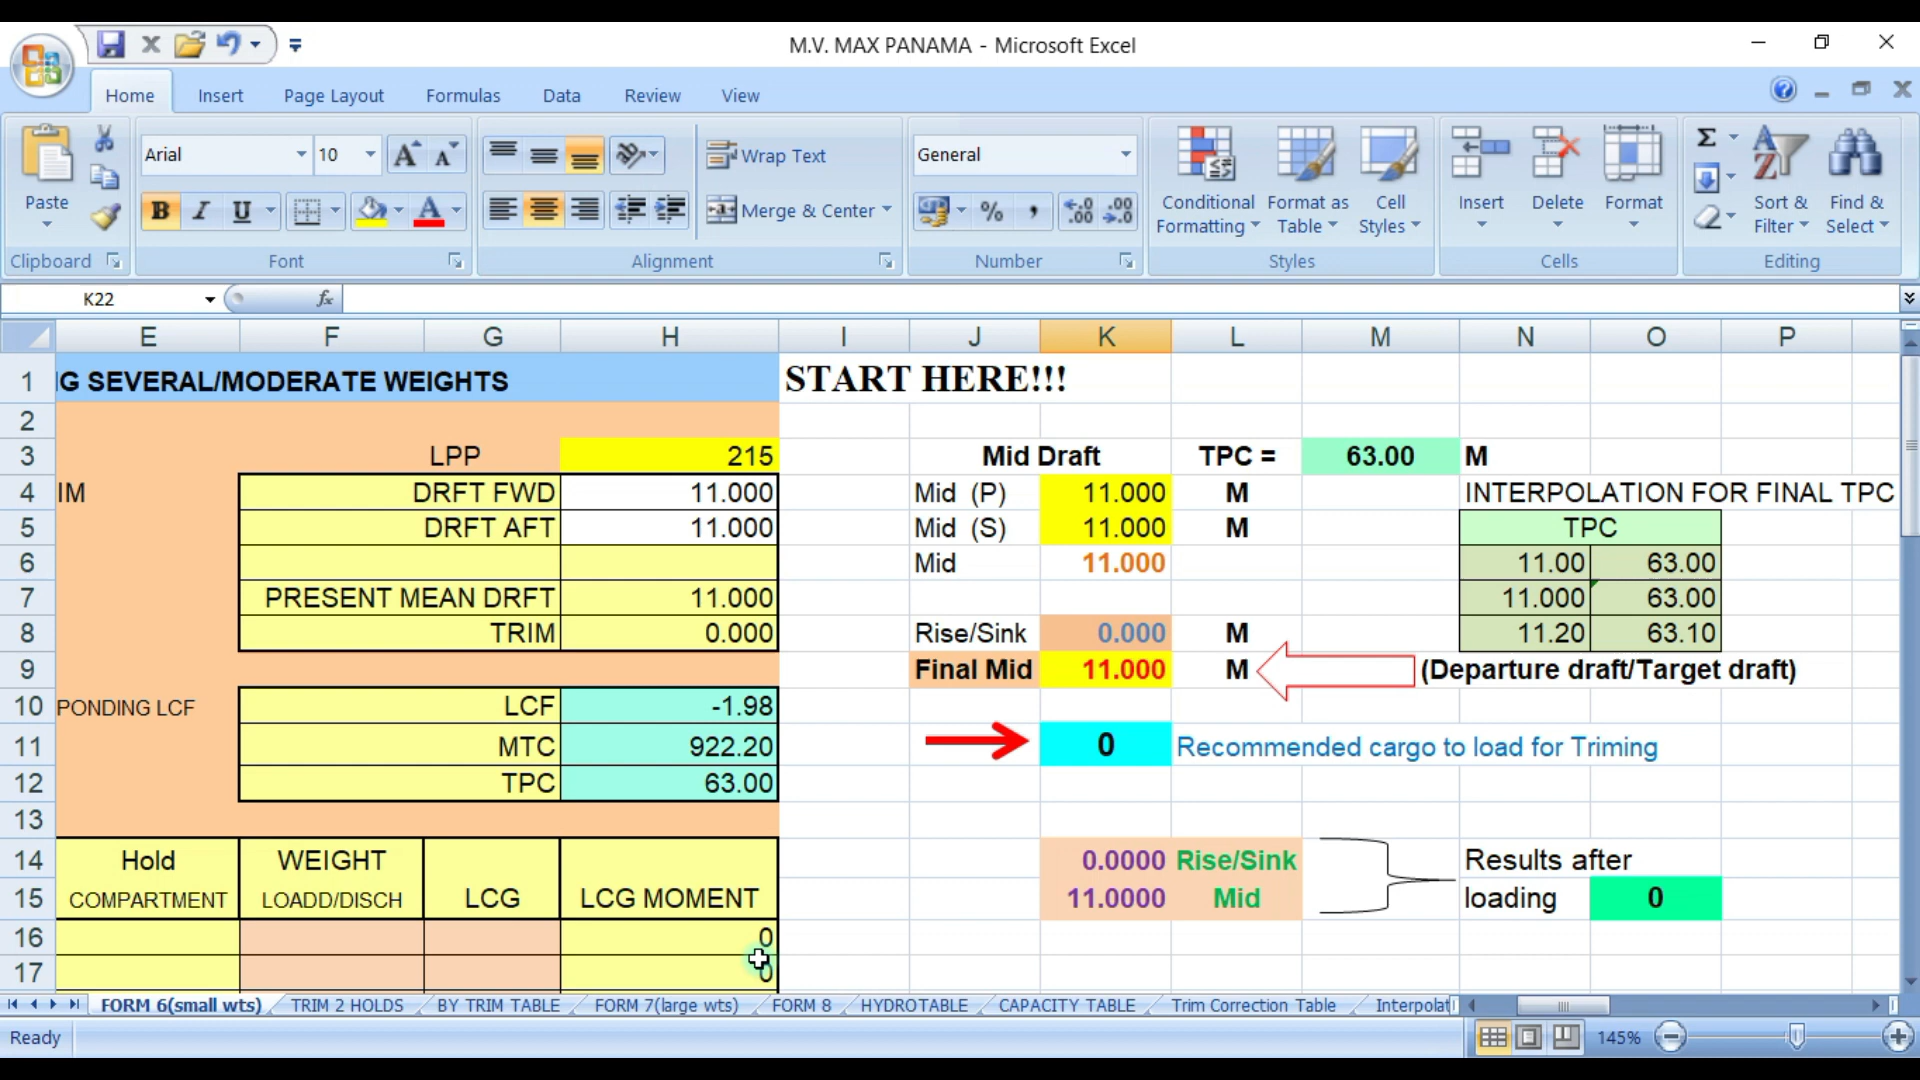 M.V. MAX PANAMA - Microsoft Excel
Home Insert Page Layout Formulas Data Review View
Paste
Arial 10
B I U A
Wrap Text
Merge & Center
General
% ,
Conditional Formatting
Format as Table
Cell Styles
Insert Delete Format
Σ
Sort & Filter
Find & Select
Clipboard Font Alignment Number Styles Cells Editing
K22 fx
E F G H I J K L M N O P
1 IG SEVERAL/MODERATE WEIGHTS START HERE!!!
2
3 LPP 215 Mid Draft TPC = 63.00 M
4 IM DRFT FWD 11.000 Mid (P) 11.000 M INTERPOLATION FOR FINAL TPC
5 DRFT AFT 11.000 Mid (S) 11.000 M TPC
6 Mid 11.000 11.00 63.00
7 PRESENT MEAN DRFT 11.000 11.000 63.00
8 TRIM 0.000 Rise/Sink 0.000 M 11.20 63.10
9 Final Mid 11.000 M (Departure draft/Target draft)
10 PONDING LCF LCF -1.98
11 MTC 922.20 0 Recommended cargo to load for Triming
12 TPC 63.00
13
14 Hold WEIGHT 0.0000 Rise/Sink Results after
15 COMPARTMENT LOADD/DISCH LCG LCG MOMENT 11.0000 Mid loading 0
16 0
17 0
FORM 6(small wts) TRIM 2 HOLDS BY TRIM TABLE FORM 7(large wts) FORM 8 HYDROTABLE CAPACITY TABLE Trim Correction Table Interpolat
Ready 145%